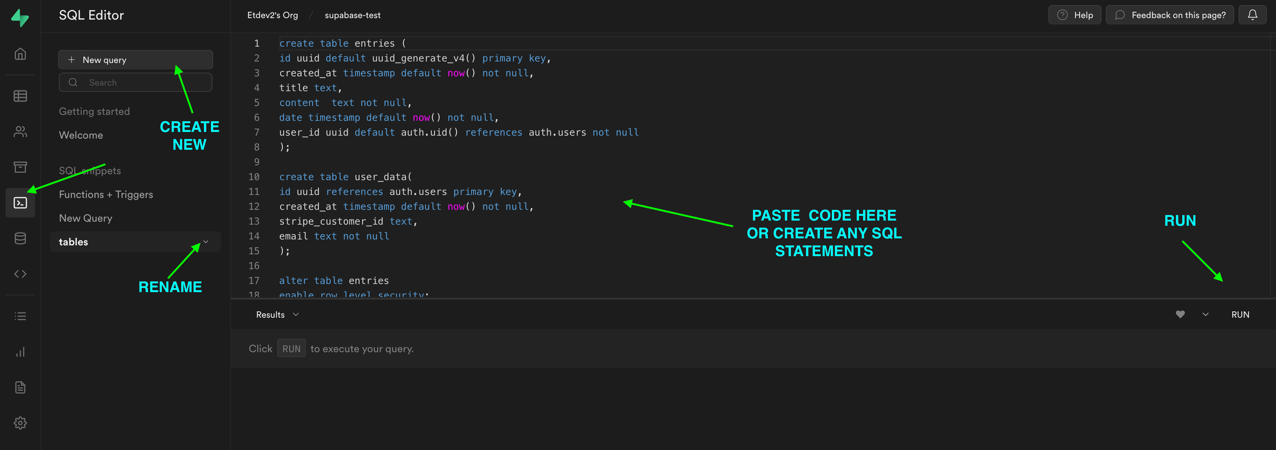 SQL Editor
Etdev2's Org / supabase-test
Help
Feedback on this page?
+ New query
Search
Getting started
Welcome
SQL snippets
Functions + Triggers
New Query
tables
CREATE
NEW
RENAME
1 create table entries (
2 id uuid default uuid_generate_v4() primary key,
3 created_at timestamp default now() not null,
4 title text,
5 content  text not null,
6 date timestamp default now() not null,
7 user_id uuid default auth.uid() references auth.users not null
8 );
9
10 create table user_data(
11 id uuid references auth.users primary key,
12 created_at timestamp default now() not null,
13 stripe_customer_id text,
14 email text not null
15 );
16
17 alter table entries
18 enable row level security;
PASTE  CODE HERE
OR CREATE ANY SQL
STATEMENTS
RUN
Results
RUN
Click RUN to execute your query.